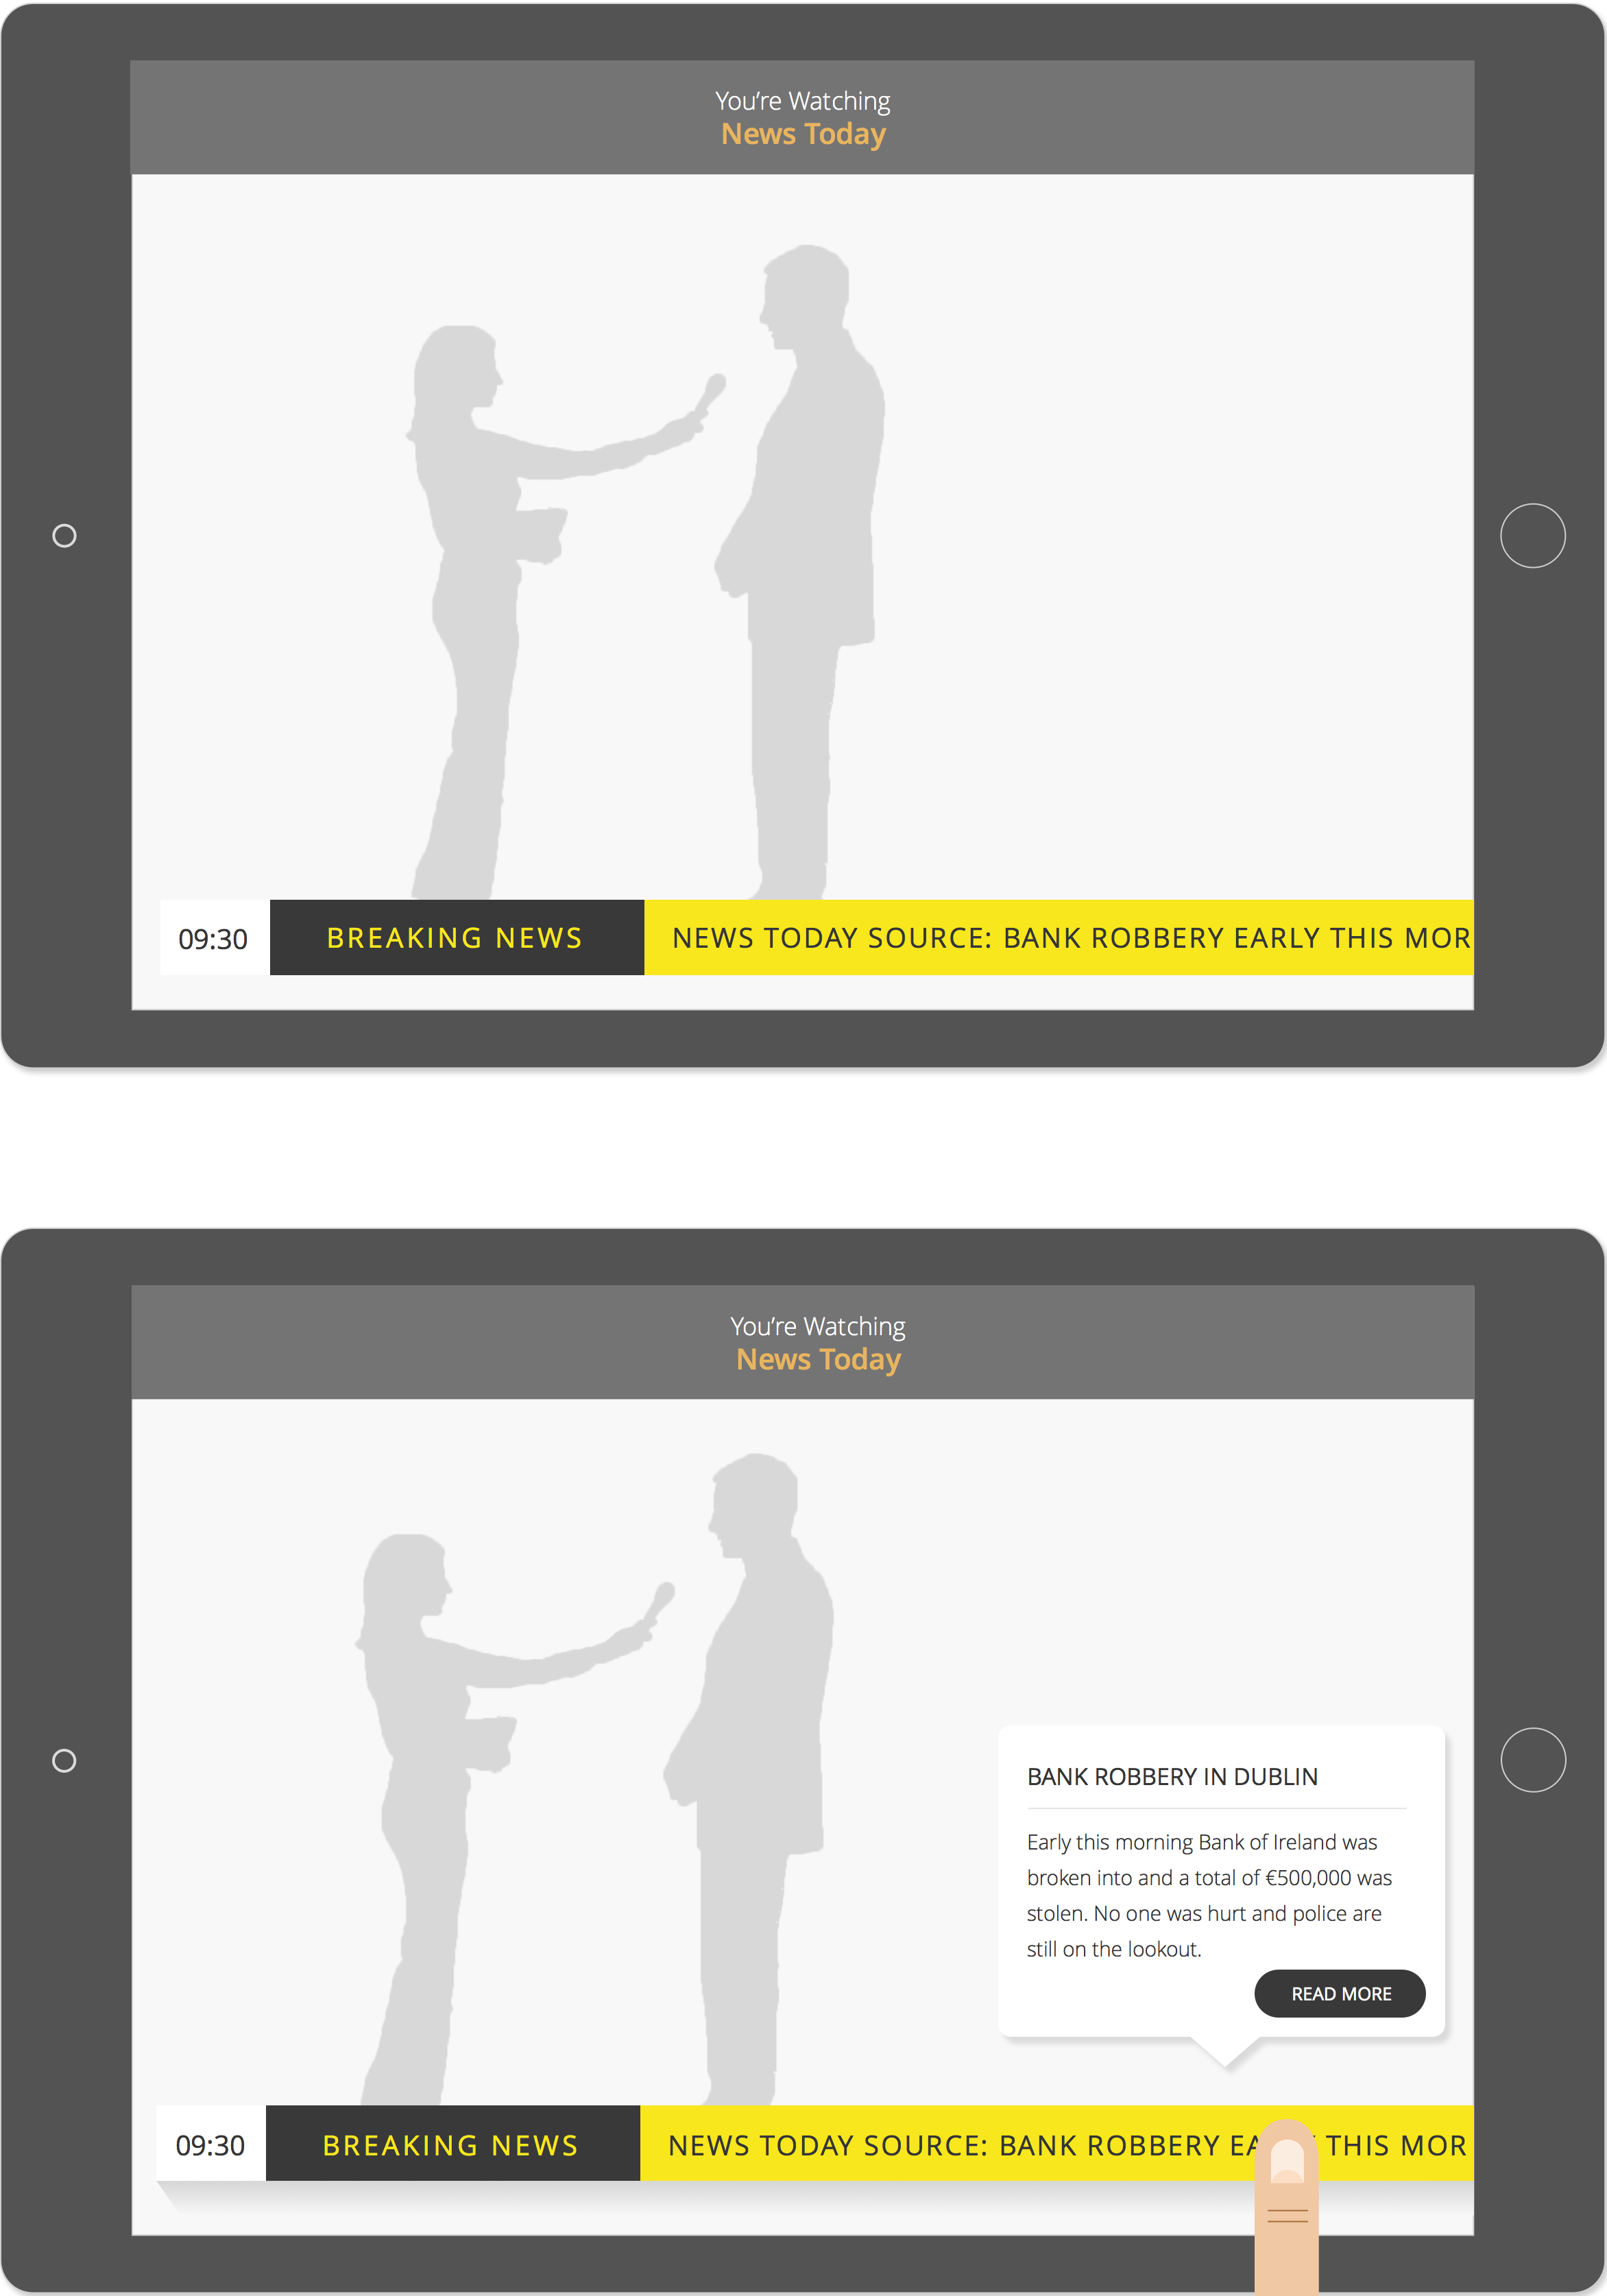 You're Watching
News Today
09:30 BREAKING NEWS NEWS TODAY SOURCE: BANK ROBBERY EARLY THIS MOR
You're Watching
News Today
BANK ROBBERY IN DUBLIN
Early this morning Bank of Ireland was
broken into and a total of €500,000 was
stolen. No one was hurt and police are
still on the lookout.
READ MORE
09:30 BREAKING NEWS NEWS TODAY SOURCE: BANK ROBBERY THIS MOR